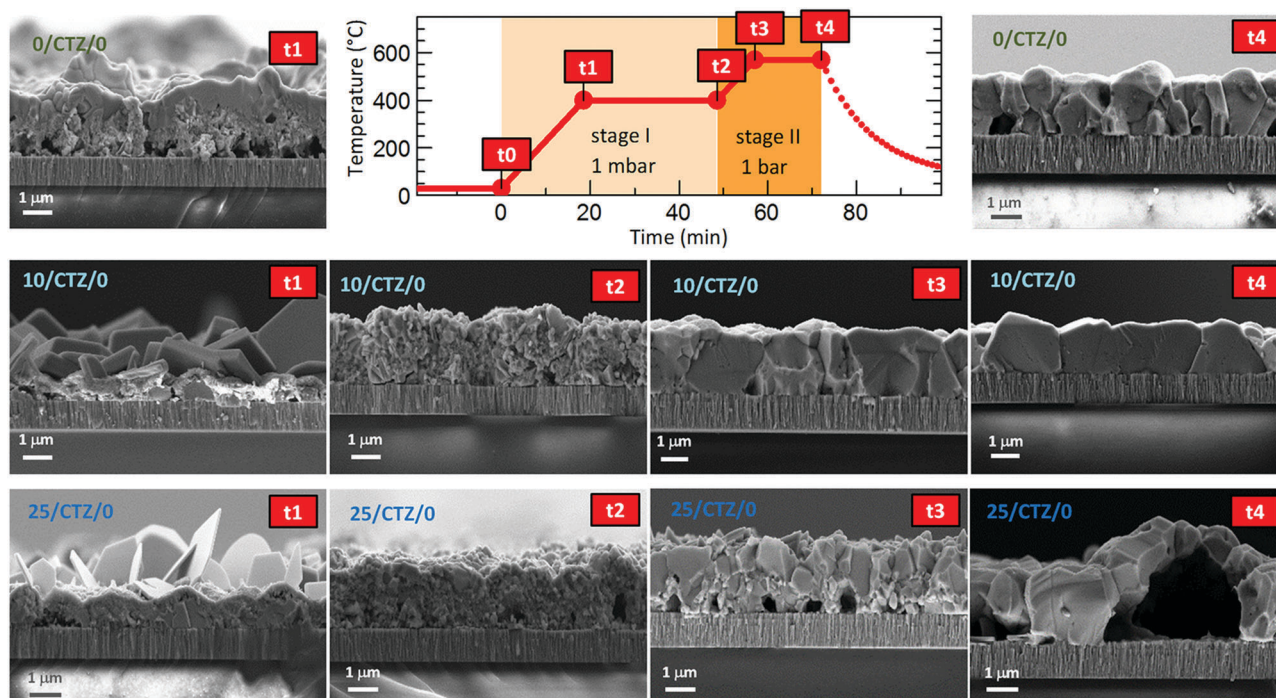 0/CTZ/0
t1
1 µm
Temperature (°C)
600
400
200
0
t0
t1
t2
t3
t4
stage I
1 mbar
stage II
1 bar
0
20
40
60
80
Time (min)
0/CTZ/0
t4
1 µm
10/CTZ/0
t1
1 µm
10/CTZ/0
t2
1 µm
10/CTZ/0
t3
1 µm
10/CTZ/0
t4
1 µm
25/CTZ/0
t1
1 µm
25/CTZ/0
t2
1 µm
25/CTZ/0
t3
1 µm
25/CTZ/0
t4
1 µm